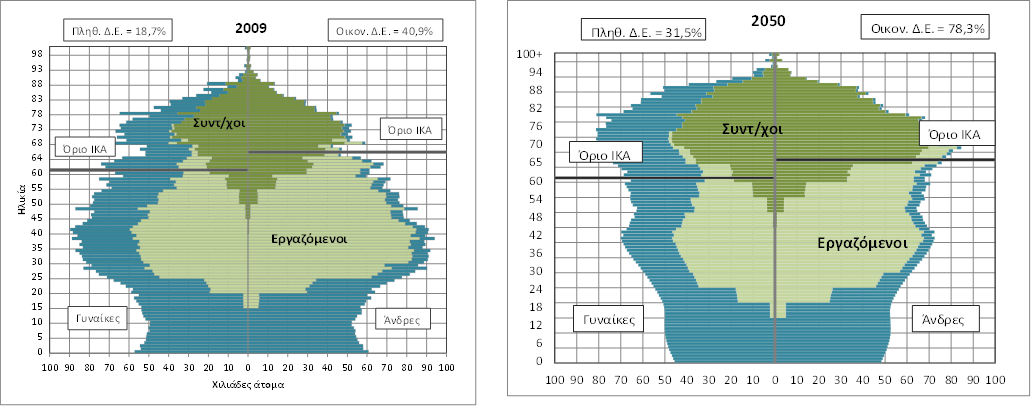 2009
Πληθ. Δ.Ε. = 18,7%
Οικον. Δ.Ε. = 40,9%
98
93
88
83
78
73
68
64
60
55
50
45
40
35
30
25
20
15
10
5
0
Ηλικία
Συντ/χοι
Όριο ΙΚΑ
Όριο ΙΚΑ
Εργαζόμενοι
Γυναίκες
Άνδρες
100 90 80 70 60 50 40 30 20 10 0 10 20 30 40 50 60 70 80 90 100
Χιλιάδες άτομα
2050
Πληθ. Δ.Ε. = 31,5%
Οικον. Δ.Ε. = 78,3%
100+
94
88
82
76
70
65
60
54
48
42
36
30
24
18
12
6
0
Συντ/χοι
Όριο ΙΚΑ
Όριο ΙΚΑ
Εργαζόμενοι
Γυναίκες
Άνδρες
100 90 80 70 60 50 40 30 20 10 0 10 20 30 40 50 60 70 80 90 100